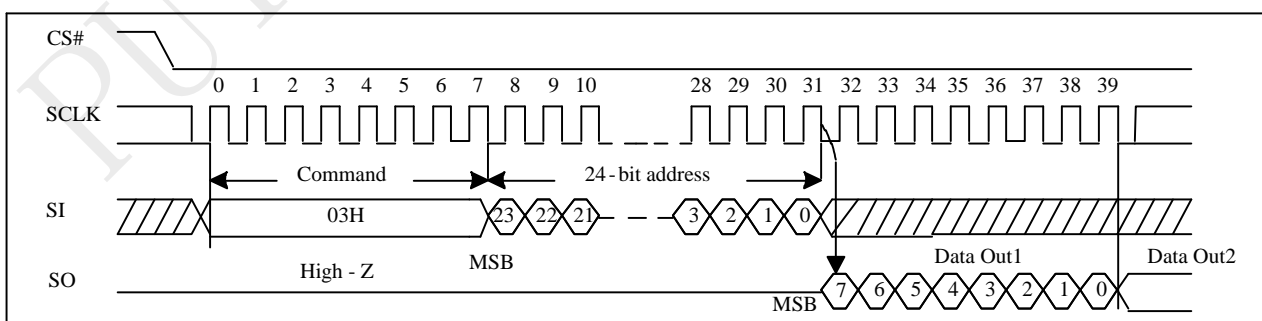 PUY
CS#
0 1 2 3 4 5 6 7 8 9 10 28 29 30 31 32 33 34 35 36 37 38 39
SCLK
Command 24-bit address
SI 03H 23 22 21 3 2 1 0
High - Z MSB Data Out1 Data Out2
SO MSB 7 6 5 4 3 2 1 0